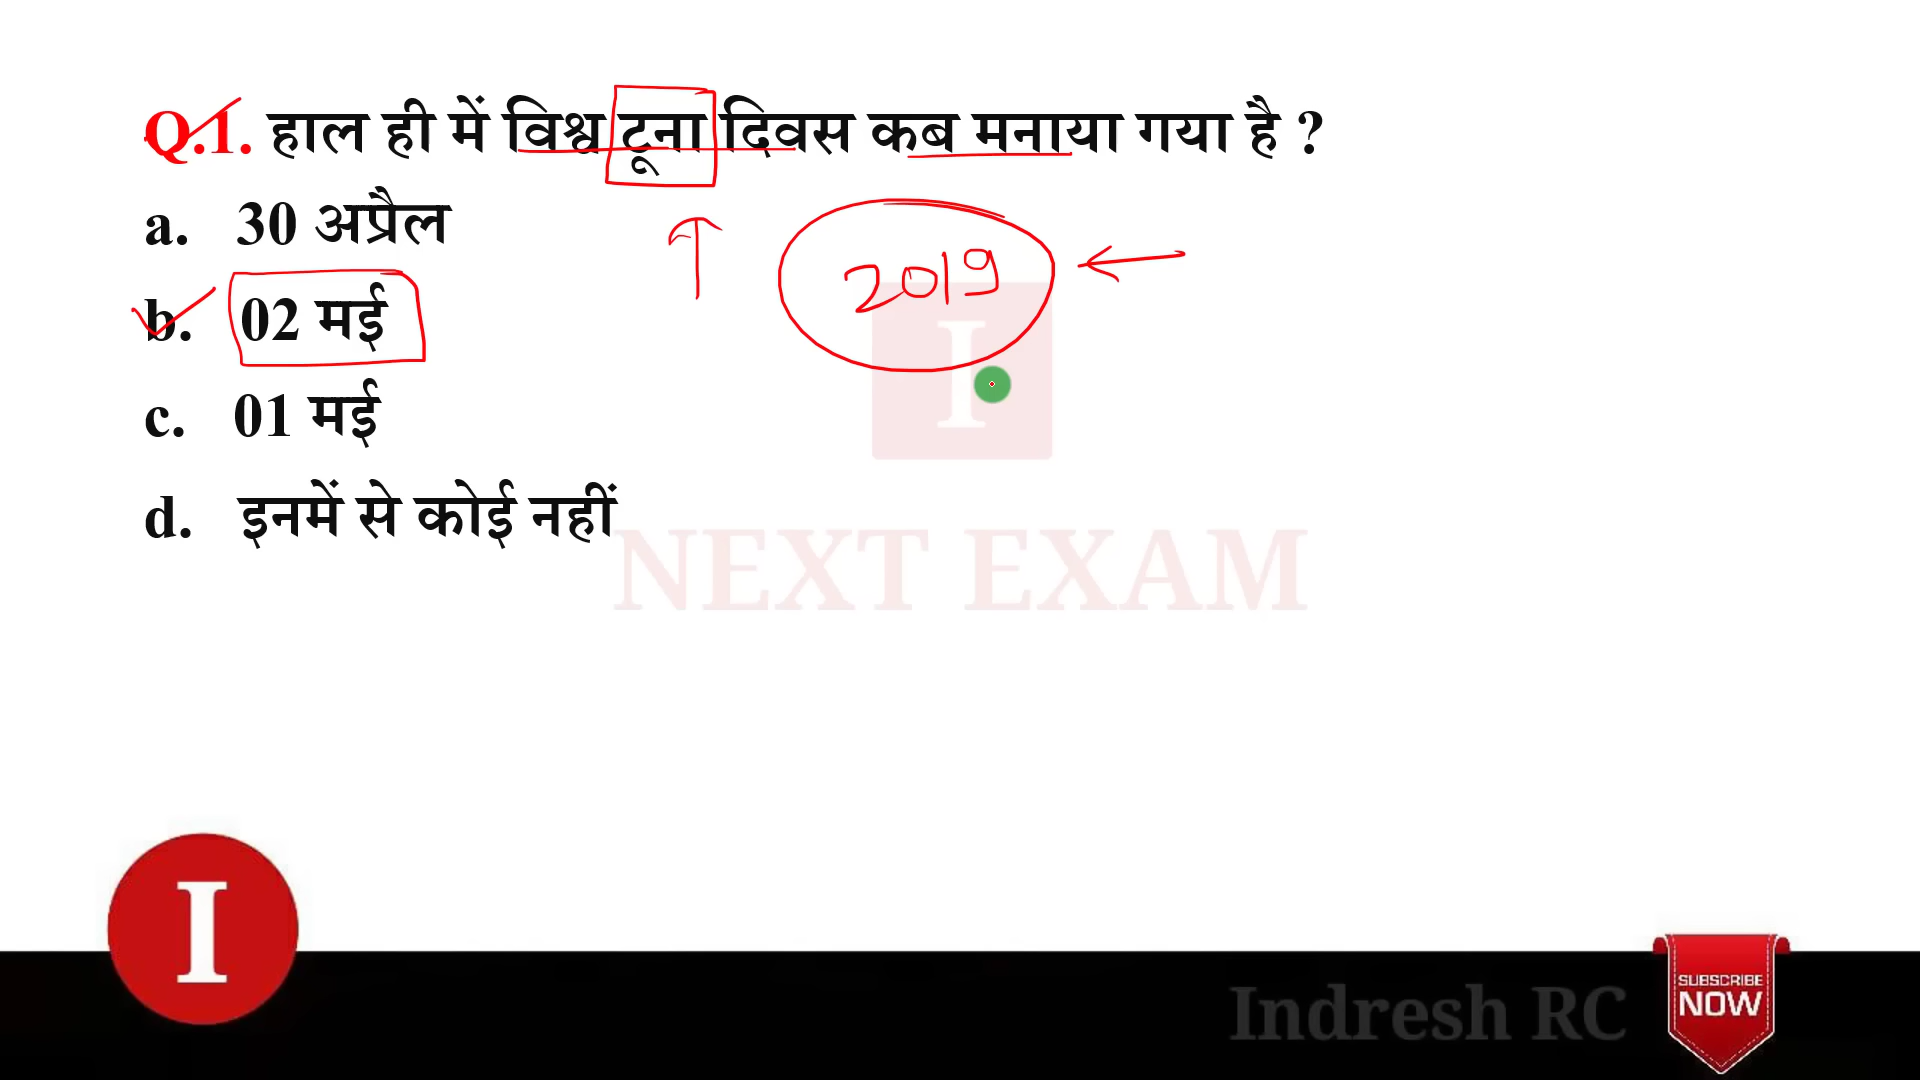 Q.1. हाल ही में विश्व टूना दिवस कब मनाया गया है ?
a. 30 अप्रैल
2019
b. 02 मई
I
c. 01 मई
d. इनमें से कोई नहीं
NEXT EXAM
I
Indresh RC
SUBSCRIBE
NOW